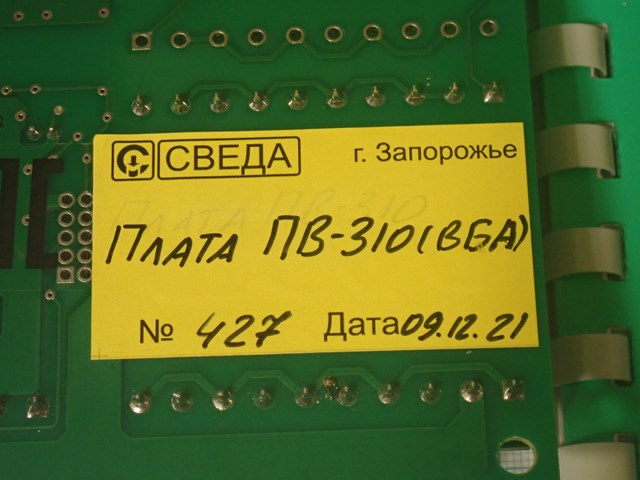 СВЕДА г. Запорожье
Плата ПВ-310(ВБА)
№ 427 Дата 09.12.21